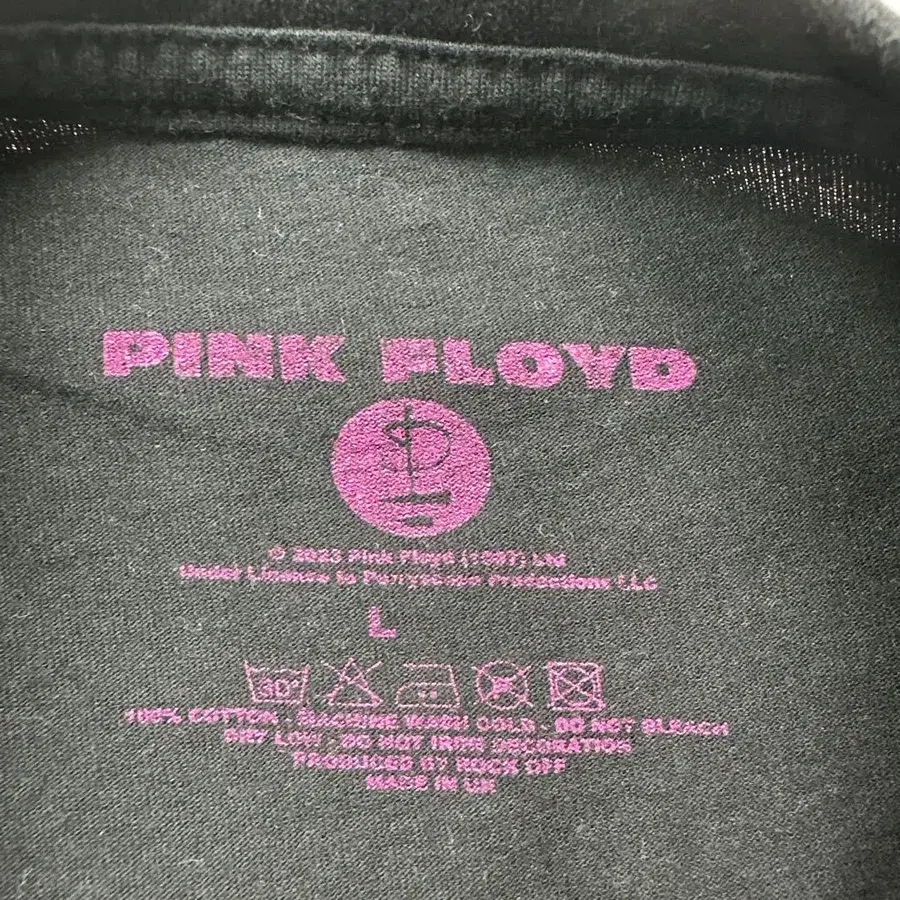 PINK FLOYD
© 2023 Pink Floyd (1987) Ltd
Under Licence to Perryscope Productions LLC
L
30°
100% COTTON - MACHINE WASH COLD - DO NOT BLEACH
DRY LOW - DO NOT IRON DECORATION
PRODUCED BY ROCK OFF
MADE IN UK